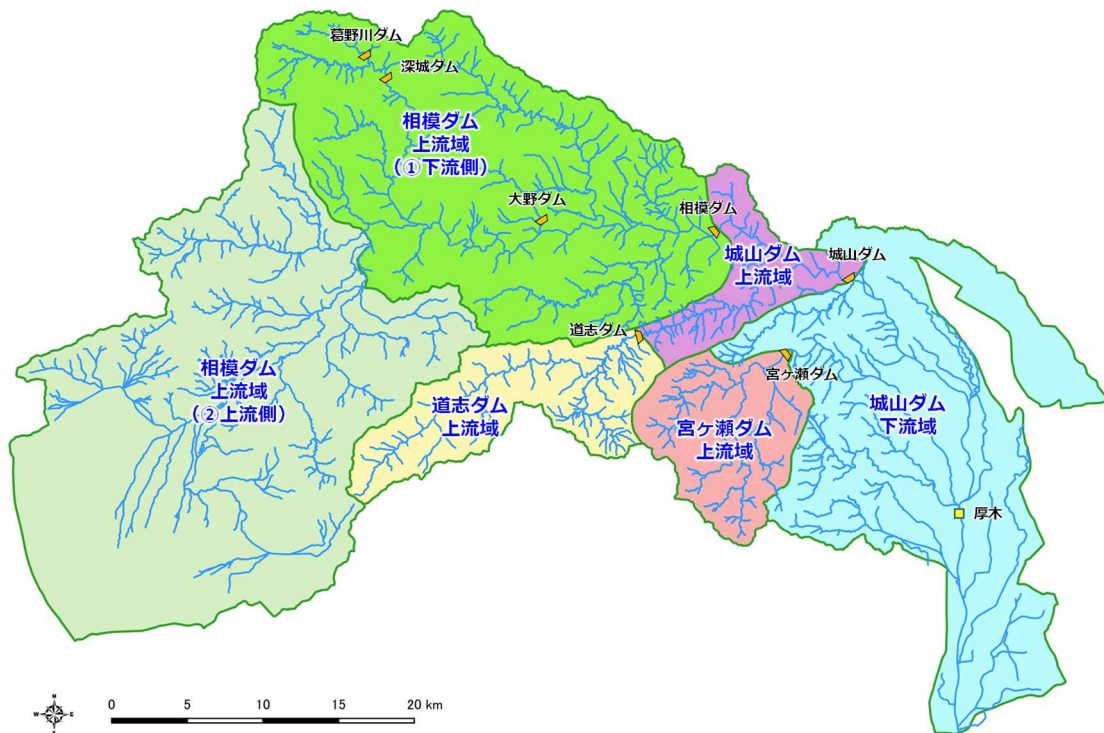 葛野川ダム
深城ダム
相模ダム
上流域
（①下流側）
大野ダム
相模ダム
城山ダム
上流域
城山ダム
道志ダム
宮ヶ瀬ダム
相模ダム
上流域
（②上流側）
道志ダム
上流域
宮ヶ瀬ダム
上流域
城山ダム
下流域
厚木
N
W
E
S
0 5 10 15 20 km